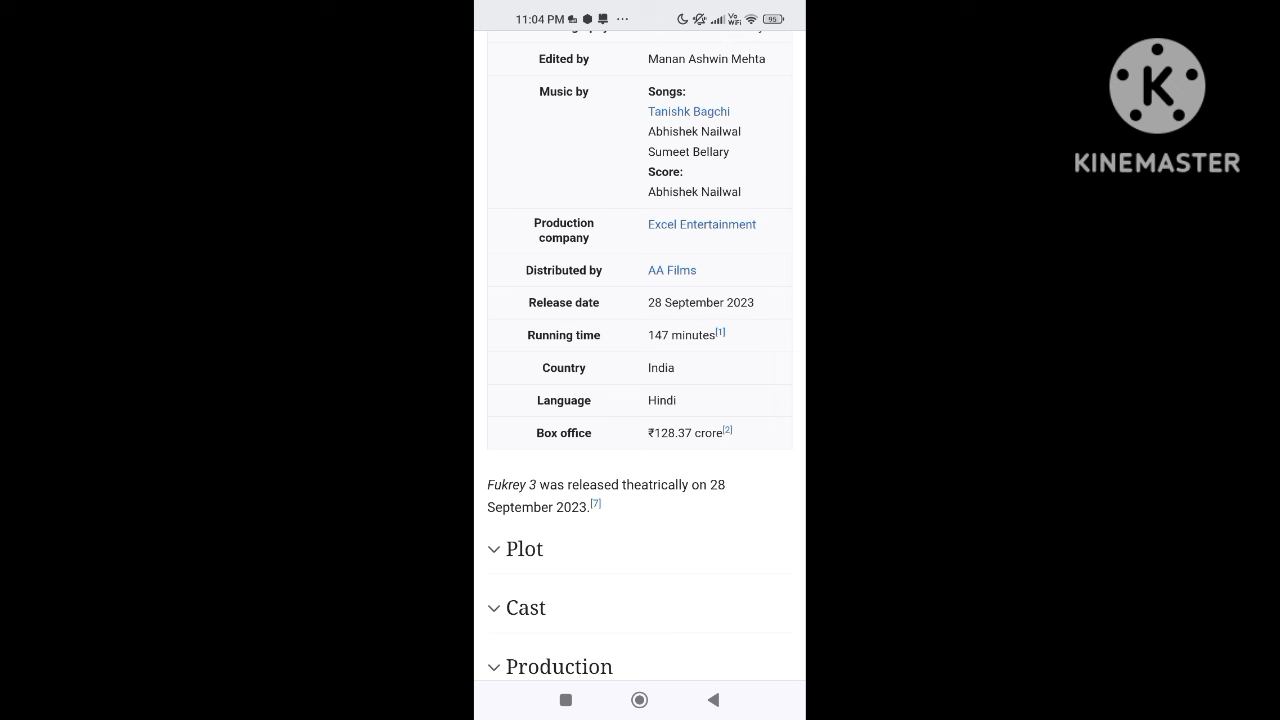 11:04 PM
Vo WiFi
95
Edited by Manan Ashwin Mehta
Music by Songs:
Tanishk Bagchi
Abhishek Nailwal
Sumeet Bellary
Score:
Abhishek Nailwal
Production company Excel Entertainment
Distributed by AA Films
Release date 28 September 2023
Running time 147 minutes[1]
Country India
Language Hindi
Box office ₹128.37 crore[2]
Fukrey 3 was released theatrically on 28
September 2023.[7]
Plot
Cast
Production
K
KINEMASTER